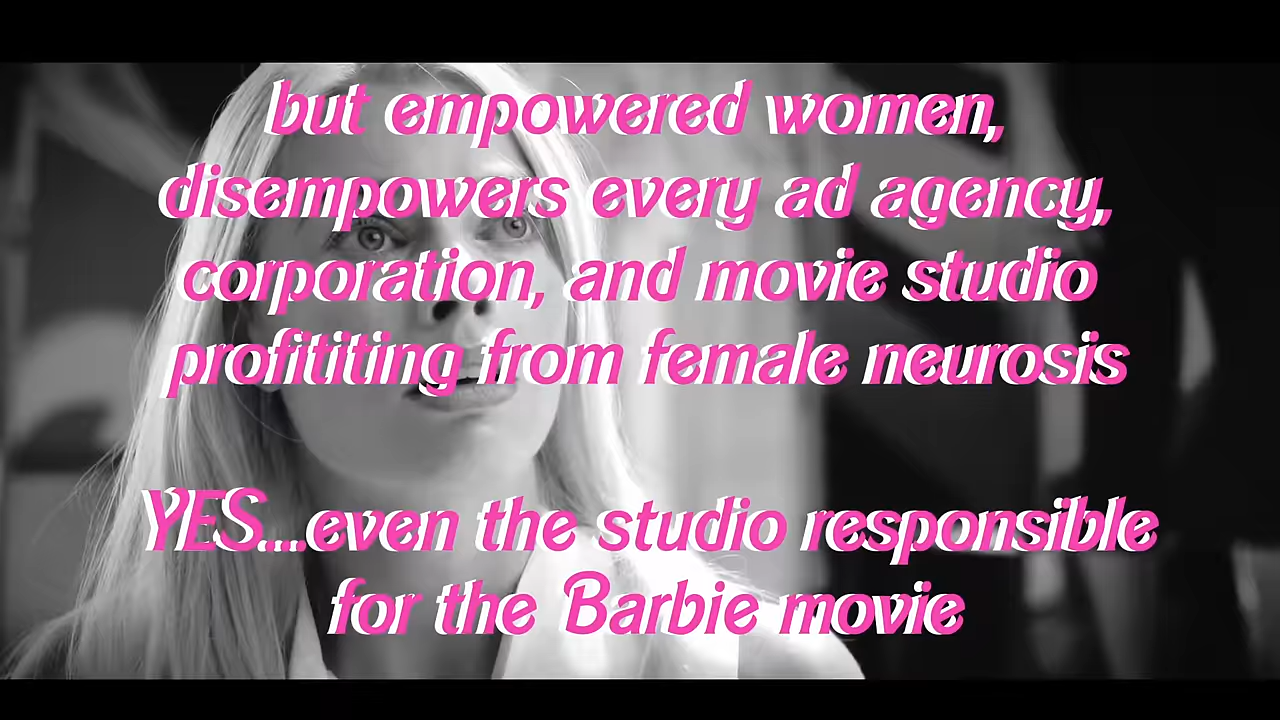 but empowered women,
disempowers every ad agency,
corporation, and movie studio
profititing from female neurosis
YES...even the studio responsible
for the Barbie movie